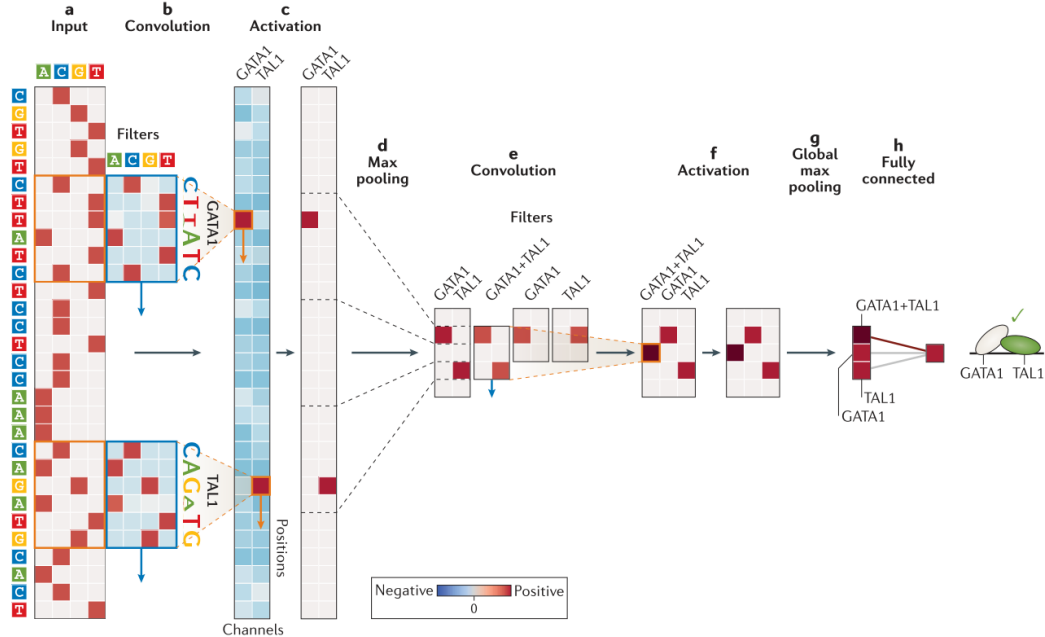 a
Input
b
Convolution
c
Activation
A C G T
C
G
T
G
T
C
T
T
A
T
C
T
C
C
T
C
C
A
A
A
C
A
G
A
T
G
C
A
C
T
Filters
A C G T
CTTATC
GATA1
CAGATG
TAL1
GATA1
TAL1
Positions
Channels
GATA1
TAL1
d
Max
pooling
e
Convolution
Filters
GATA1
TAL1
GATA1+TAL1
GATA1
TAL1
f
Activation
GATA1+TAL1
GATA1
TAL1
g
Global
max
pooling
h
Fully
connected
GATA1+TAL1
TAL1
GATA1
✓
GATA1
TAL1
Negative
Positive
0